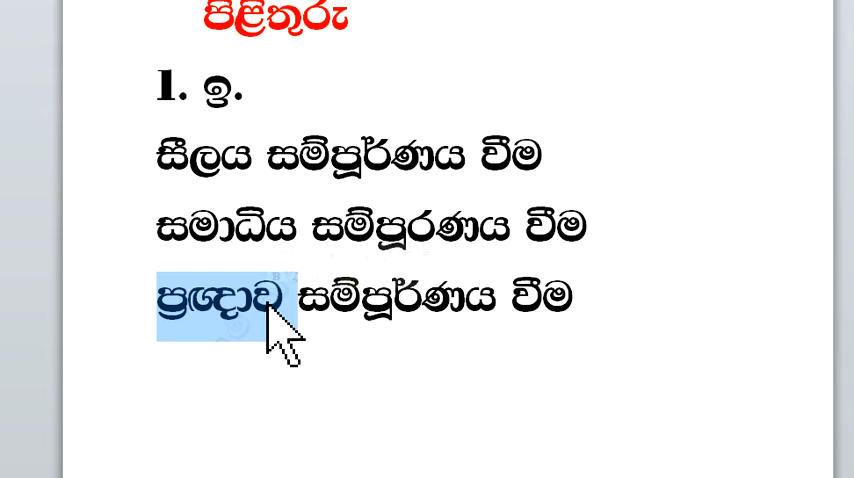 පිළිතුරු
1. ඉ.
සීලය සම්පූර්ණය වීම
සමාධිය සම්පූරණය වීම
ප්‍රඥාව සම්පූර්ණය වීම